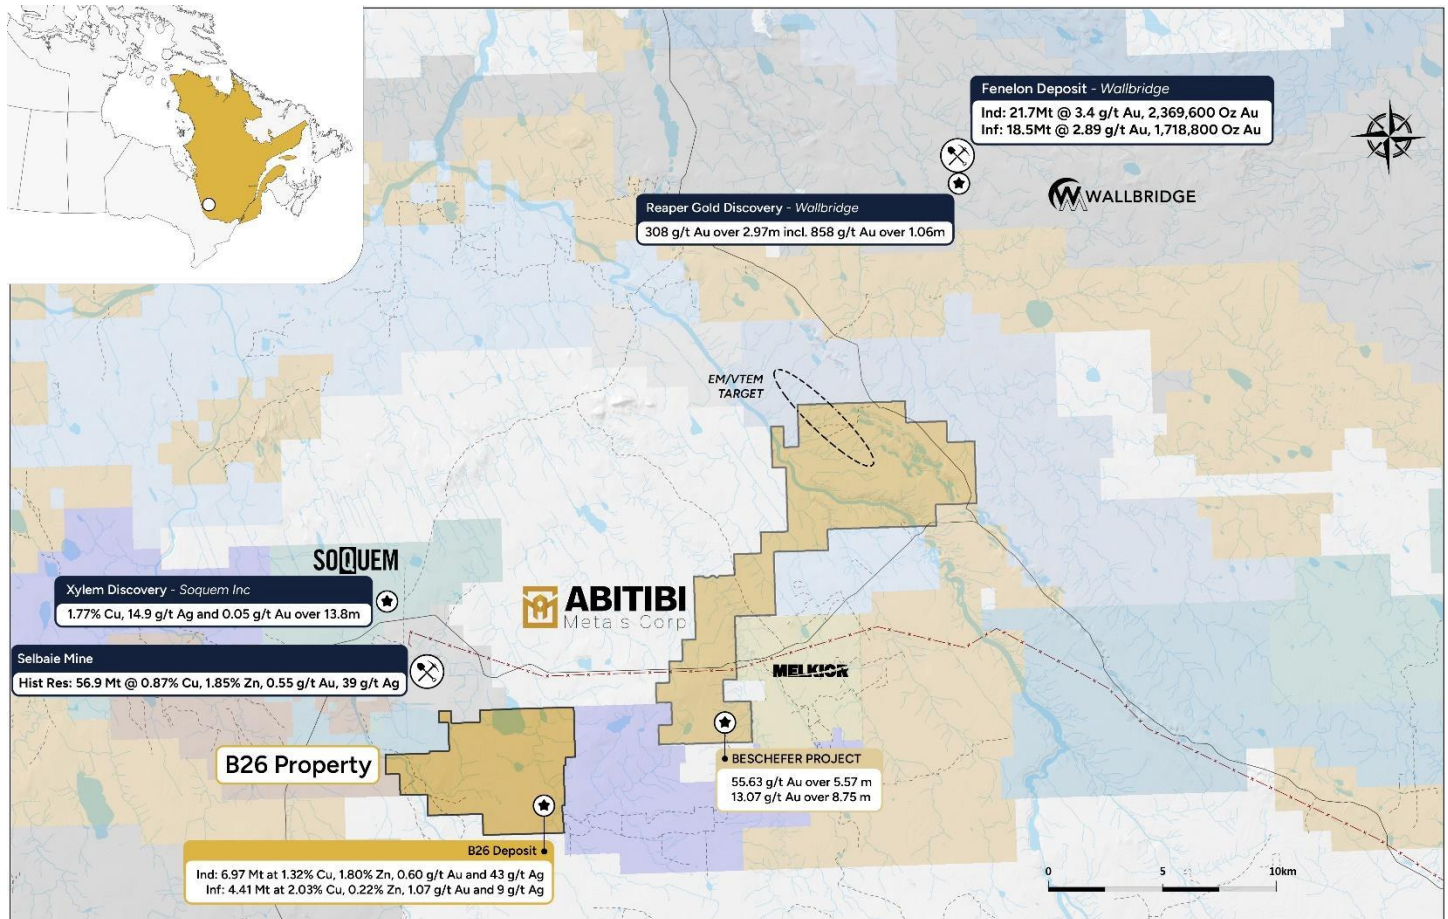 Fenelon Deposit - Wallbridge
Ind: 21.7Mt @ 3.4 g/t Au, 2,369,600 Oz Au
Inf: 18.5Mt @ 2.89 g/t Au, 1,718,800 Oz Au
WALLBRIDGE
Reaper Gold Discovery - Wallbridge
308 g/t Au over 2.97m incl. 858 g/t Au over 1.06m
EM/VTEM
TARGET
SOQUEM
Xylem Discovery - Soquem Inc
1.77% Cu, 14.9 g/t Ag and 0.05 g/t Au over 13.8m
ABITIBI
Metals Corp
Selbaie Mine
Hist Res: 56.9 Mt @ 0.87% Cu, 1.85% Zn, 0.55 g/t Au, 39 g/t Ag
MELKIOR
B26 Property
BESCHEFER PROJECT
55.63 g/t Au over 5.57 m
13.07 g/t Au over 8.75 m
B26 Deposit
Ind: 6.97 Mt at 1.32% Cu, 1.80% Zn, 0.60 g/t Au and 43 g/t Ag
Inf: 4.41 Mt at 2.03% Cu, 0.22% Zn, 1.07 g/t Au and 9 g/t Ag
0 5 10km